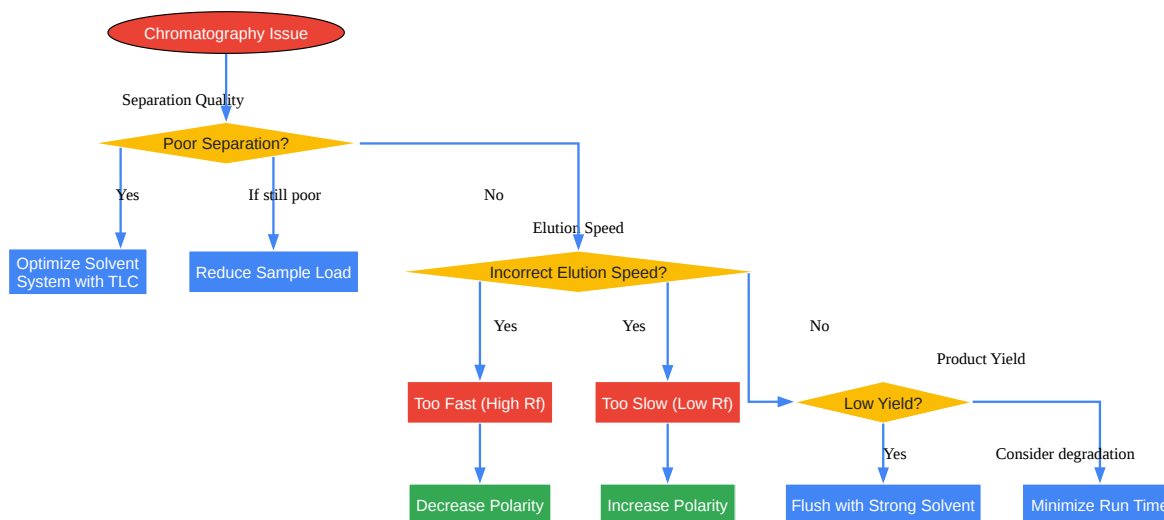 Chromatography Issue
Separation Quality
Poor Separation?
Yes
If still poor
No
Elution Speed
Optimize Solvent
System with TLC
Reduce Sample Load
Incorrect Elution Speed?
Yes
Yes
No
Product Yield
Too Fast (High Rf)
Too Slow (Low Rf)
Low Yield?
Yes
Consider degradation
Decrease Polarity
Increase Polarity
Flush with Strong Solvent
Minimize Run Time